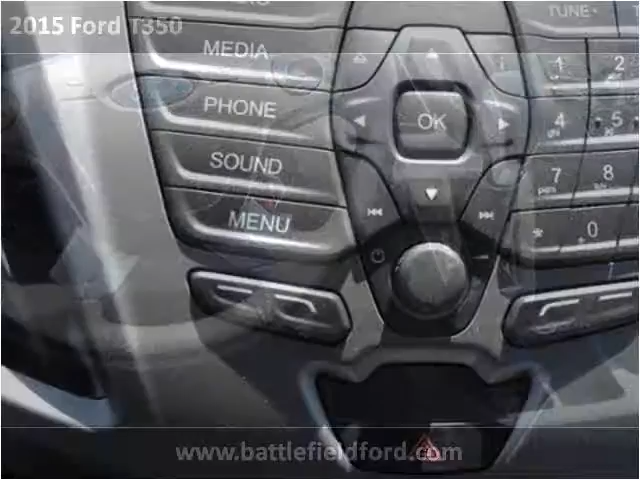 2015 Ford T350
TUNE
MEDIA
1 2
PHONE
OK
4 5
SOUND
7 8
MENU
* 0
www.battlefieldford.com